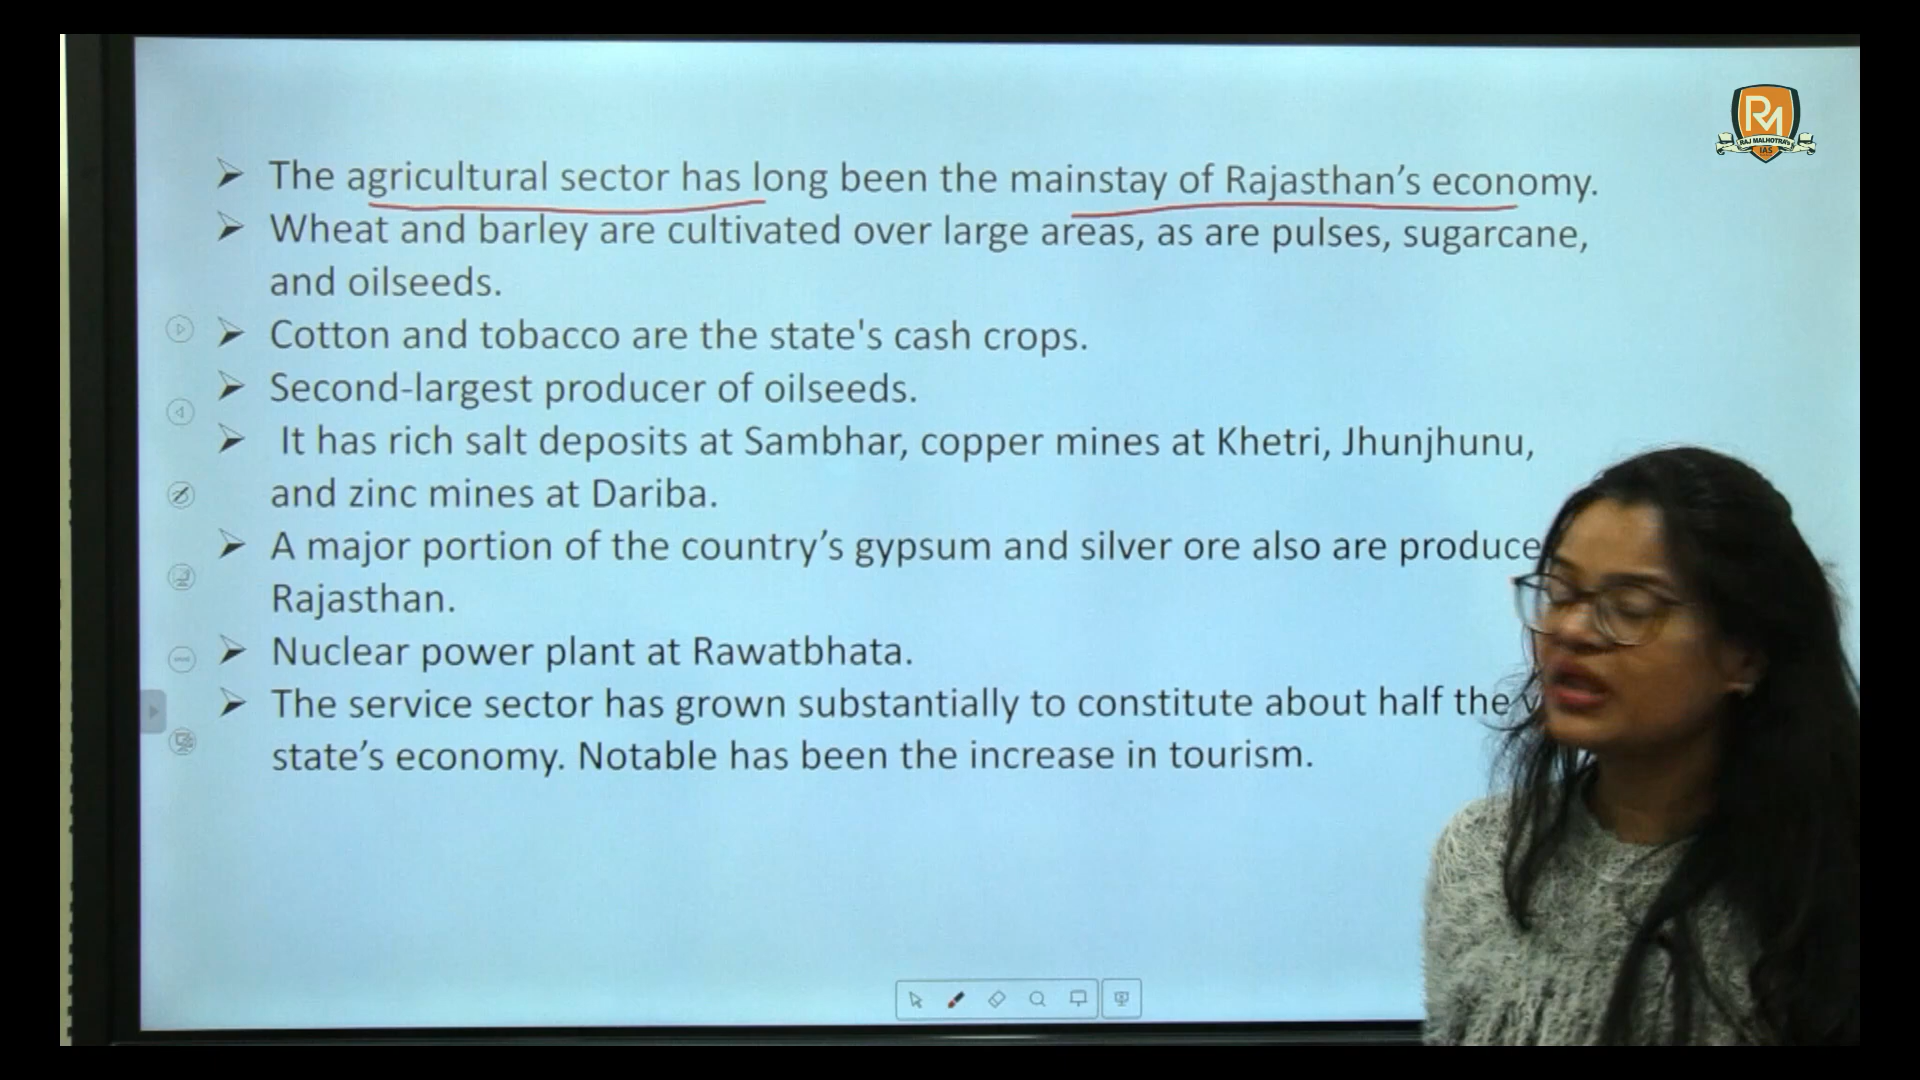 The agricultural sector has long been the mainstay of Rajasthan’s economy.
Wheat and barley are cultivated over large areas, as are pulses, sugarcane,
and oilseeds.
Cotton and tobacco are the state's cash crops.
Second-largest producer of oilseeds.
It has rich salt deposits at Sambhar, copper mines at Khetri, Jhunjhunu,
and zinc mines at Dariba.
A major portion of the country’s gypsum and silver ore also are produce
Rajasthan.
Nuclear power plant at Rawatbhata.
The service sector has grown substantially to constitute about half the
state’s economy. Notable has been the increase in tourism.
RM
RAJ MALHOTRA'S
IAS